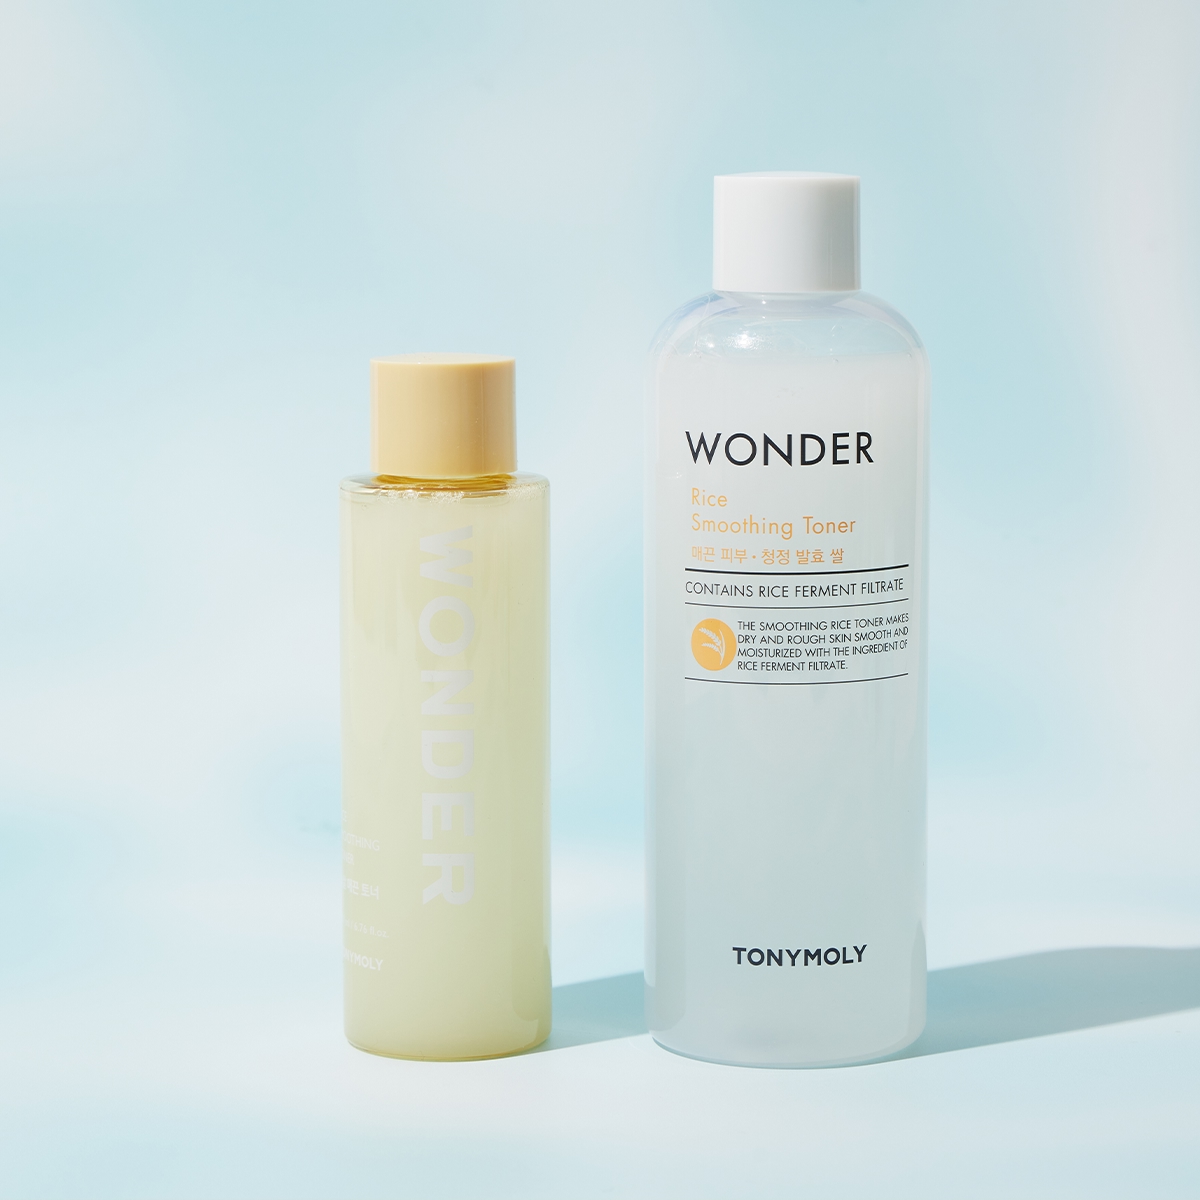 WONDER
TONYMOLY
WONDER
Rice
Smoothing Toner
매끈 피부 • 청정 발효 쌀
CONTAINS RICE FERMENT FILTRATE
THE SMOOTHING RICE TONER MAKES
DRY AND ROUGH SKIN SMOOTH AND
MOISTURIZED WITH THE INGREDIENT OF
RICE FERMENT FILTRATE.
TONYMOLY